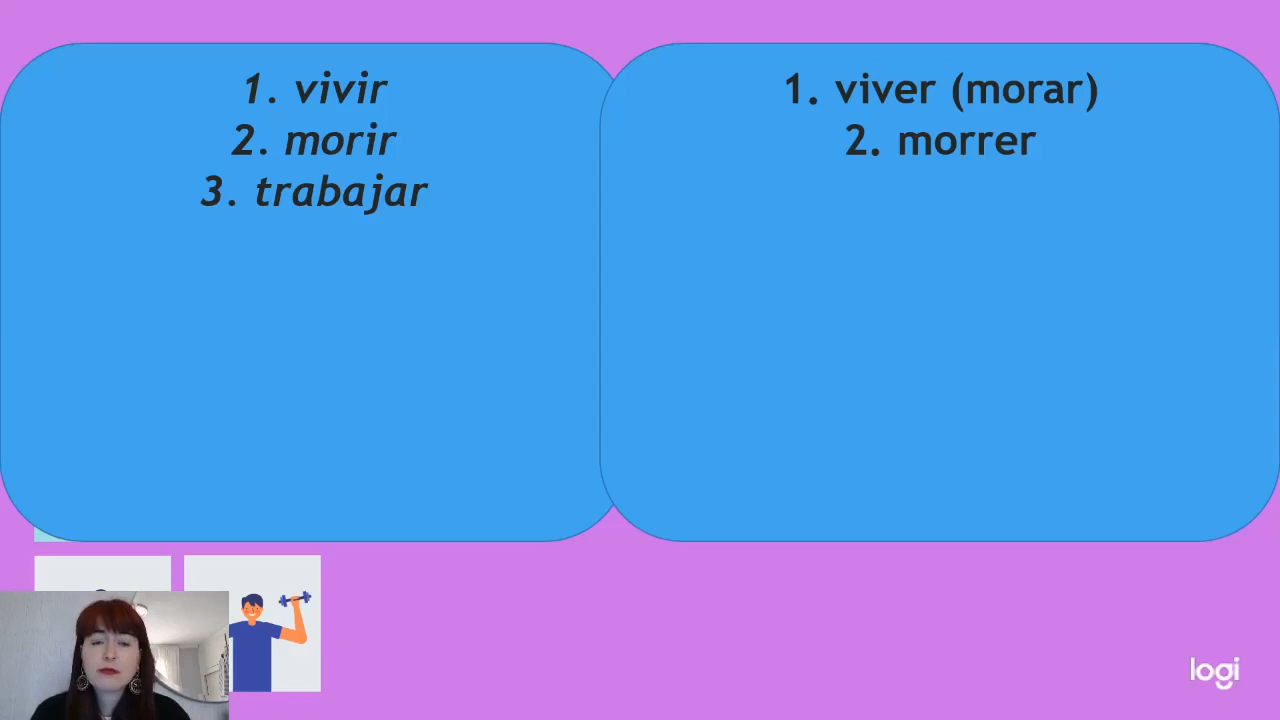 1. vivir
2. morir
3. trabajar
1. viver (morar)
2. morrer
logi